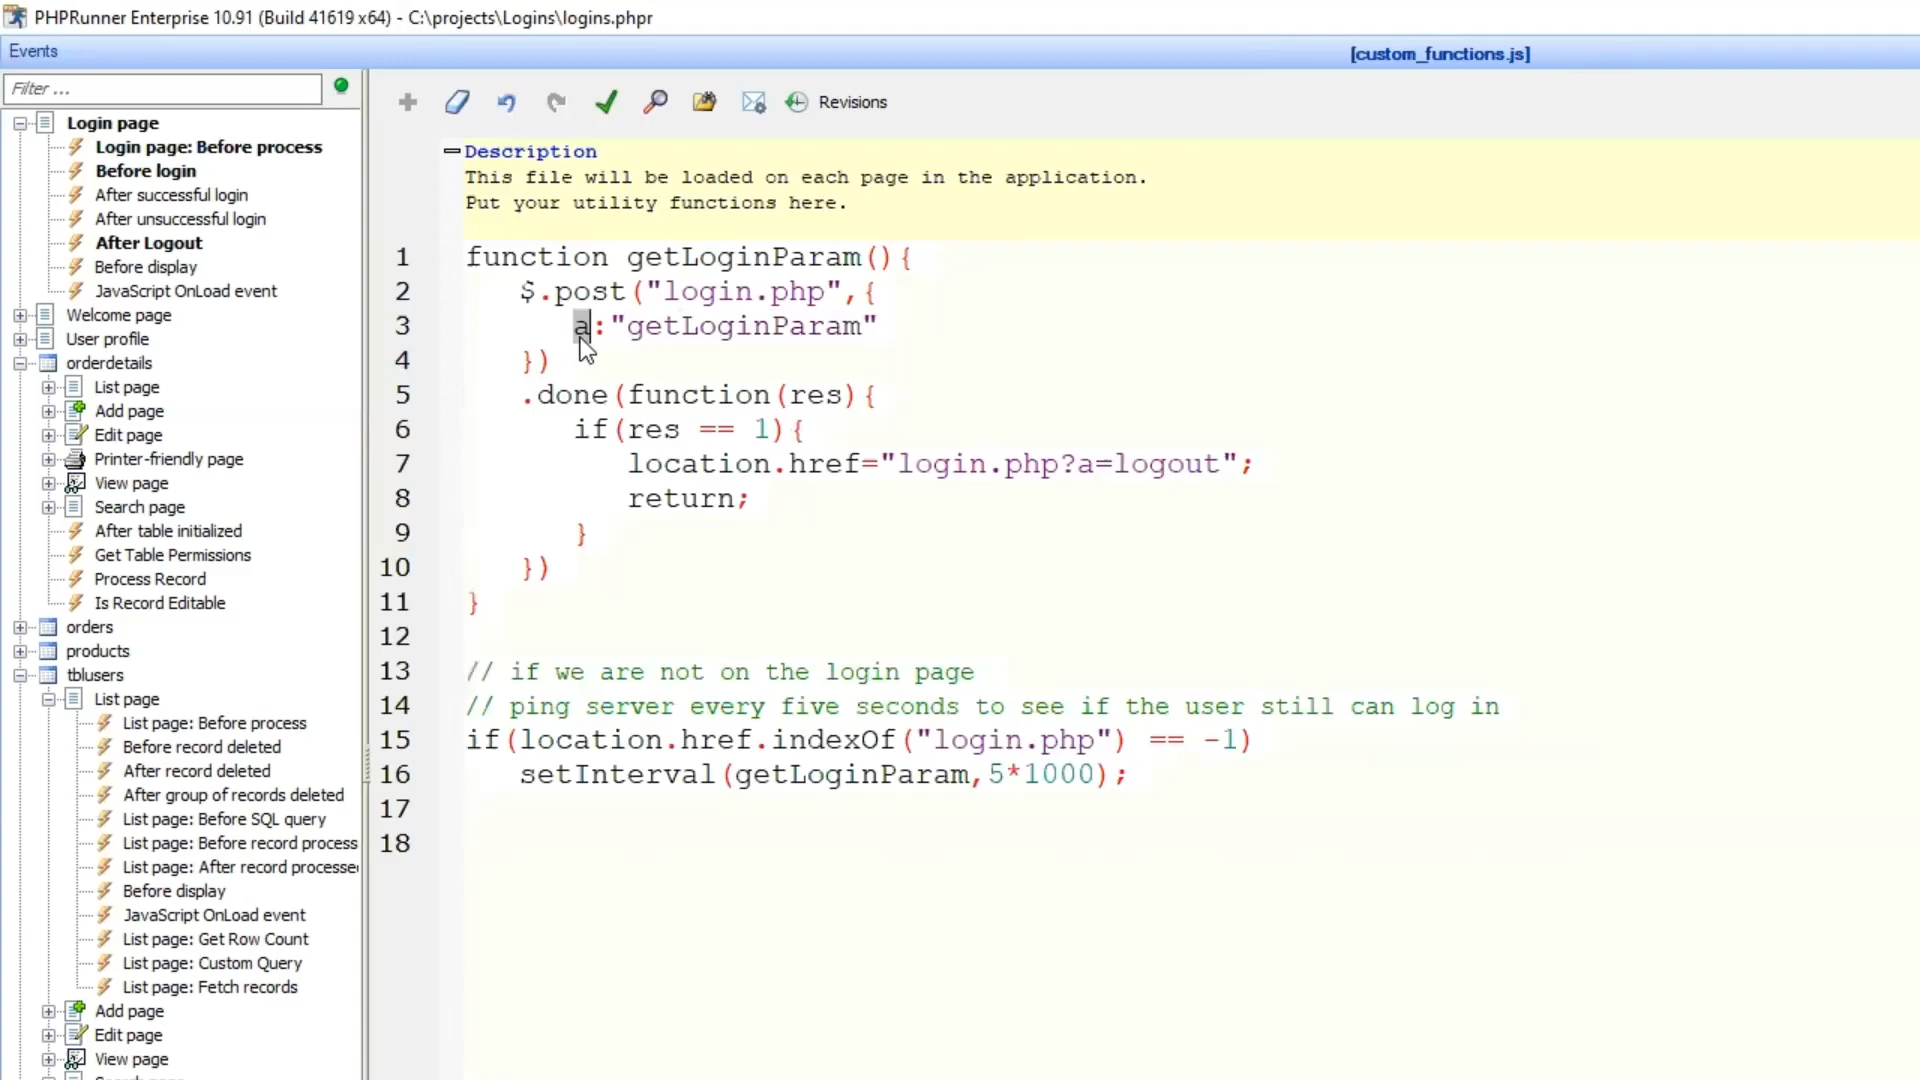 PHPRunner Enterprise 10.91 (Build 41619 x64) - C:\projects\Logins\logins.phpr
Events
[custom_functions.js]
Filter ...
Revisions
Login page
Login page: Before process
Before login
After successful login
After unsuccessful login
After Logout
Before display
JavaScript OnLoad event
Welcome page
User profile
orderdetails
List page
Add page
Edit page
Printer-friendly page
View page
Search page
After table initialized
Get Table Permissions
Process Record
Is Record Editable
orders
products
tblusers
List page
List page: Before process
Before record deleted
After record deleted
After group of records deleted
List page: Before SQL query
List page: Before record process
List page: After record processe
Before display
JavaScript OnLoad event
List page: Get Row Count
List page: Custom Query
List page: Fetch records
Add page
Edit page
View page
Description
This file will be loaded on each page in the application.
Put your utility functions here.
1 function getLoginParam(){
2 $.post("login.php",{
3 a:"getLoginParam"
4 })
5 .done(function(res){
6 if(res == 1){
7 location.href="login.php?a=logout";
8 return;
9 }
10 })
11 }
12
13 // if we are not on the login page
14 // ping server every five seconds to see if the user still can log in
15 if(location.href.indexOf("login.php") == -1)
16 setInterval(getLoginParam,5*1000);
17
18